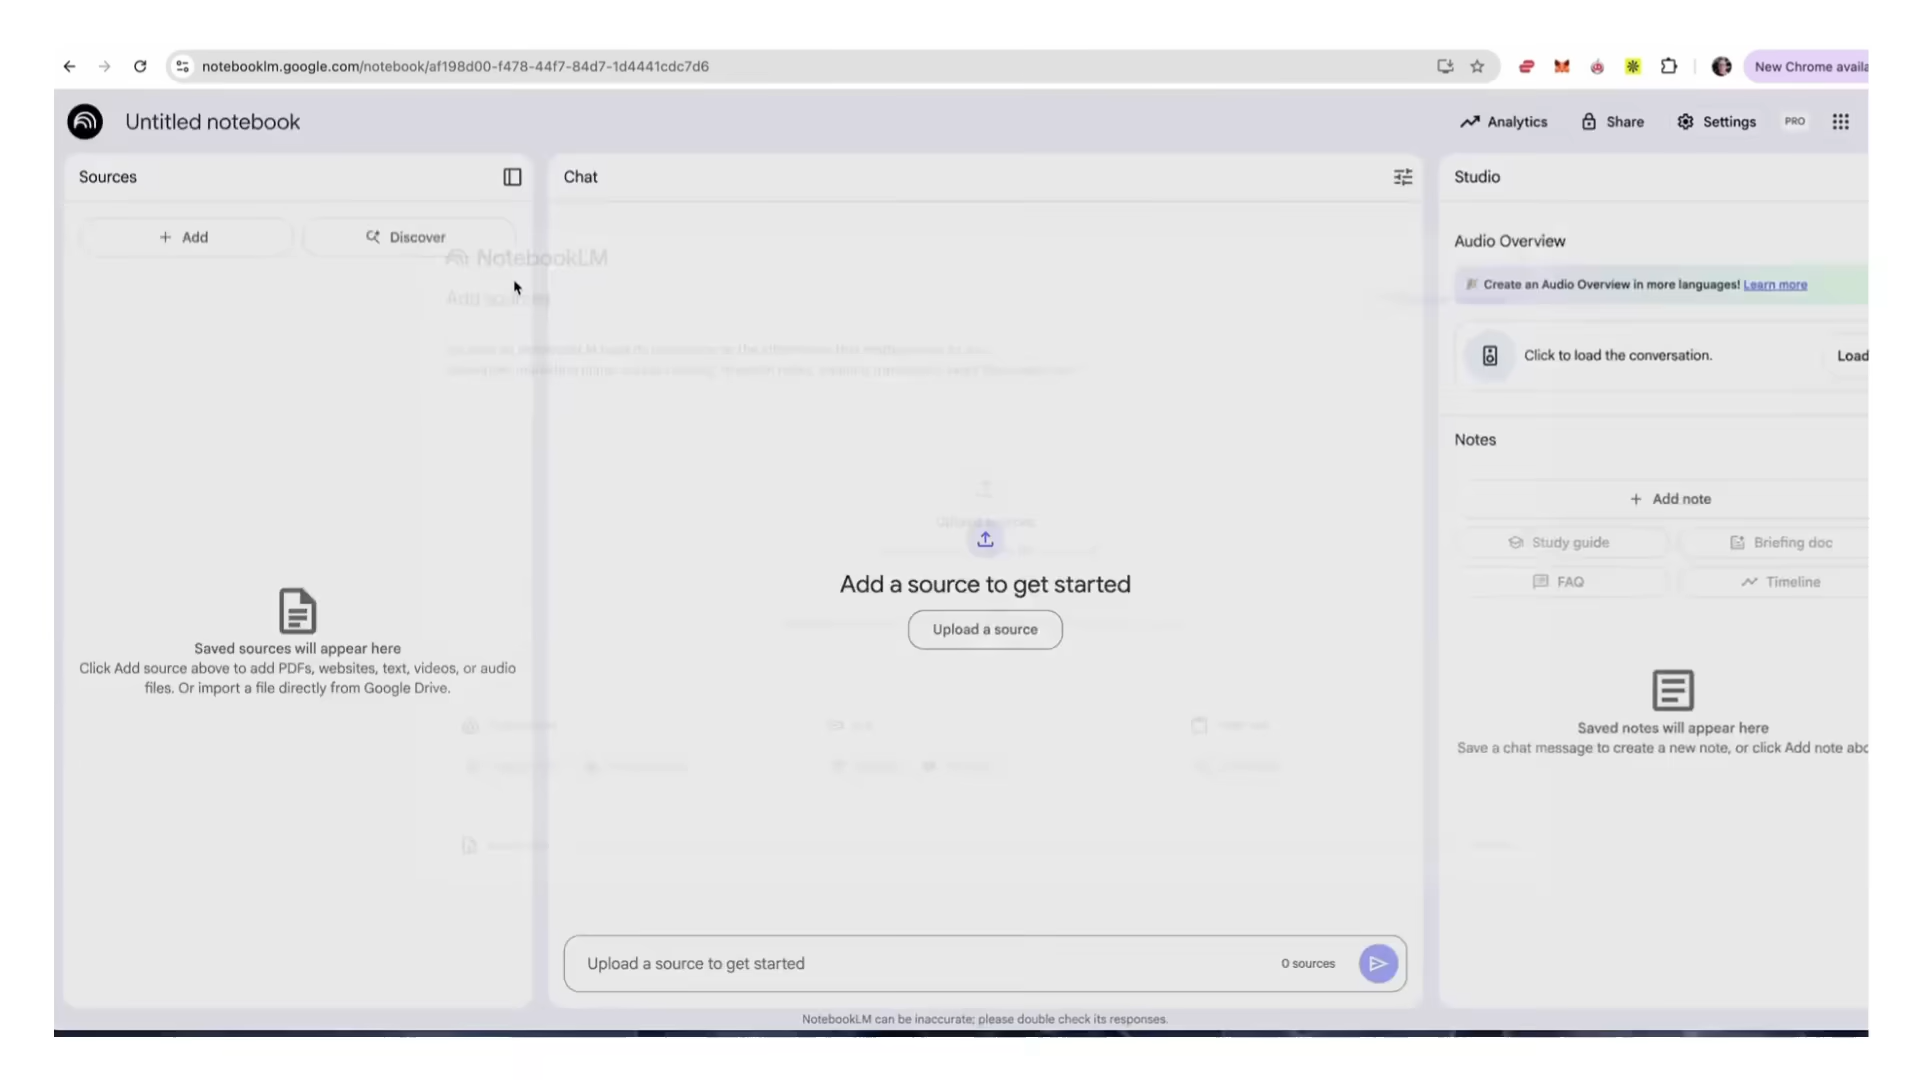 notebooklm.google.com/notebook/af198d00-f478-44f7-84d7-1d4441cdc7d6
New Chrome availa
Untitled notebook
Analytics
Share
Settings
PRO
Sources
Chat
Studio
+ Add
Discover
NotebookLM
Add sources
Audio Overview
Create an Audio Overview in more languages! Learn more
Click to load the conversation.
Load
Notes
+ Add note
Study guide
Briefing doc
FAQ
Timeline
Add a source to get started
Upload a source
Saved sources will appear here
Click Add source above to add PDFs, websites, text, videos, or audio
files. Or import a file directly from Google Drive.
Saved notes will appear here
Save a chat message to create a new note, or click Add note abo
Upload a source to get started
0 sources
NotebookLM can be inaccurate; please double check its responses.